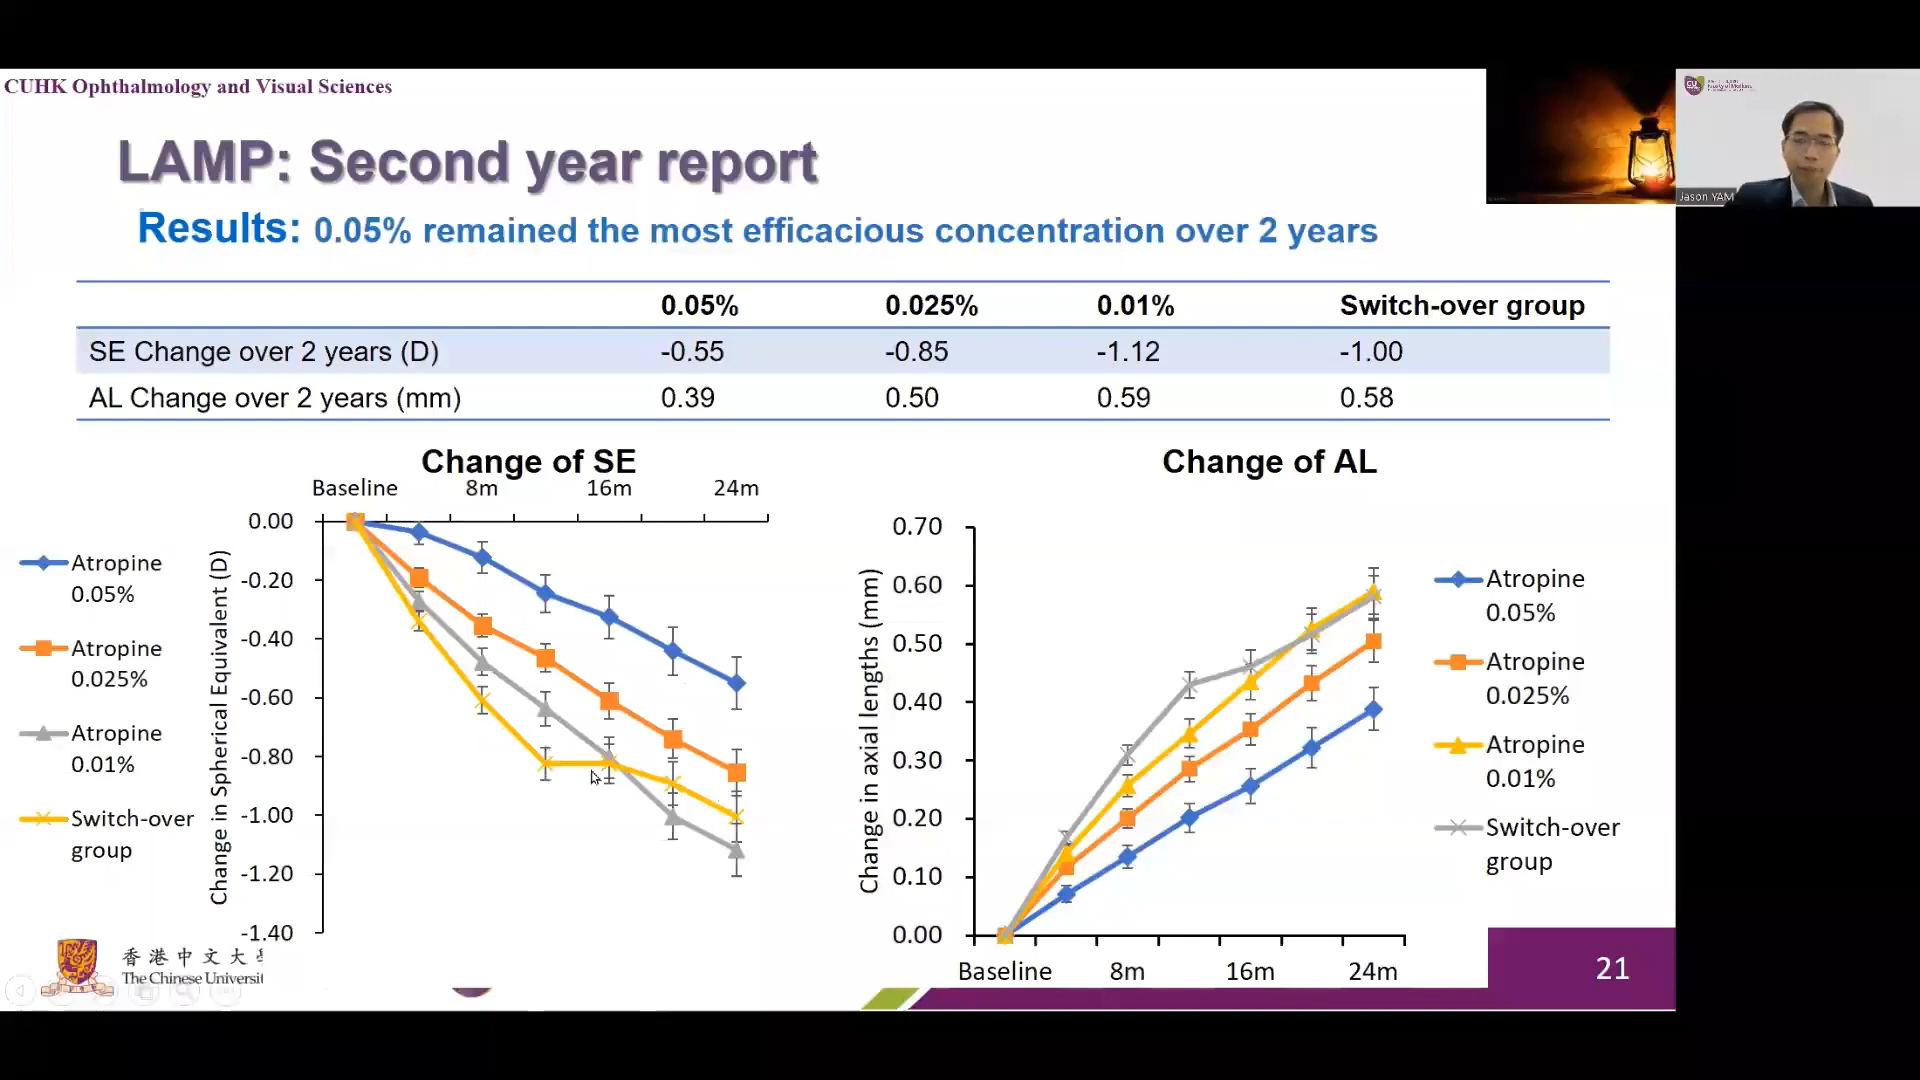 CUHK Ophthalmology and Visual Sciences
LAMP: Second year report
Jason YAM
Results: 0.05% remained the most efficacious concentration over 2 years
0.05% 0.025% 0.01% Switch-over group
SE Change over 2 years (D) -0.55 -0.85 -1.12 -1.00
AL Change over 2 years (mm) 0.39 0.50 0.59 0.58
Change of SE
Baseline 8m 16m 24m
Atropine
0.05%
Atropine
0.025%
Atropine
0.01%
Switch-over
group
Change in Spherical Equivalent (D)
0.00
-0.20
-0.40
-0.60
-0.80
-1.00
-1.20
-1.40
Change of AL
Change in axial lengths (mm)
0.70
0.60
0.50
0.40
0.30
0.20
0.10
0.00
Baseline 8m 16m 24m
Atropine
0.05%
Atropine
0.025%
Atropine
0.01%
Switch-over
group
香港中文大
The Chinese Universit
21